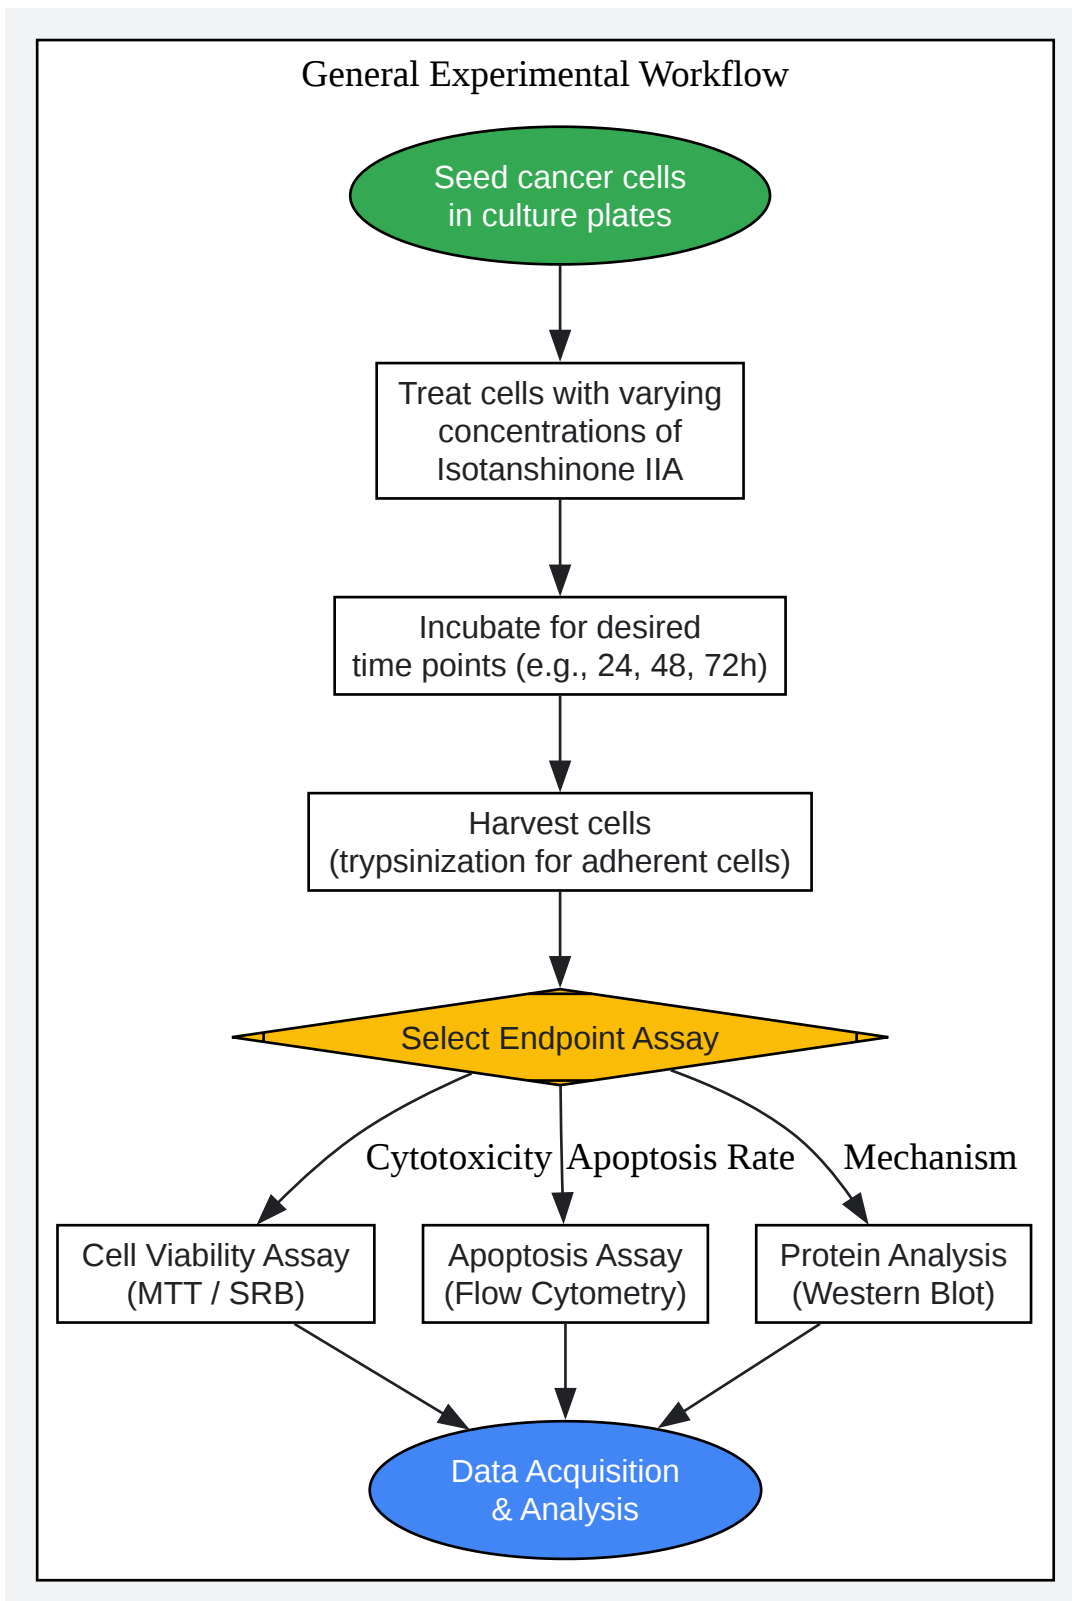 General Experimental Workflow
Seed cancer cells
in culture plates
Treat cells with varying
concentrations of
Isotanshinone IIA
Incubate for desired
time points (e.g., 24, 48, 72h)
Harvest cells
(trypsinization for adherent cells)
Select Endpoint Assay
Cytotoxicity
Apoptosis Rate
Mechanism
Cell Viability Assay
(MTT / SRB)
Apoptosis Assay
(Flow Cytometry)
Protein Analysis
(Western Blot)
Data Acquisition
& Analysis